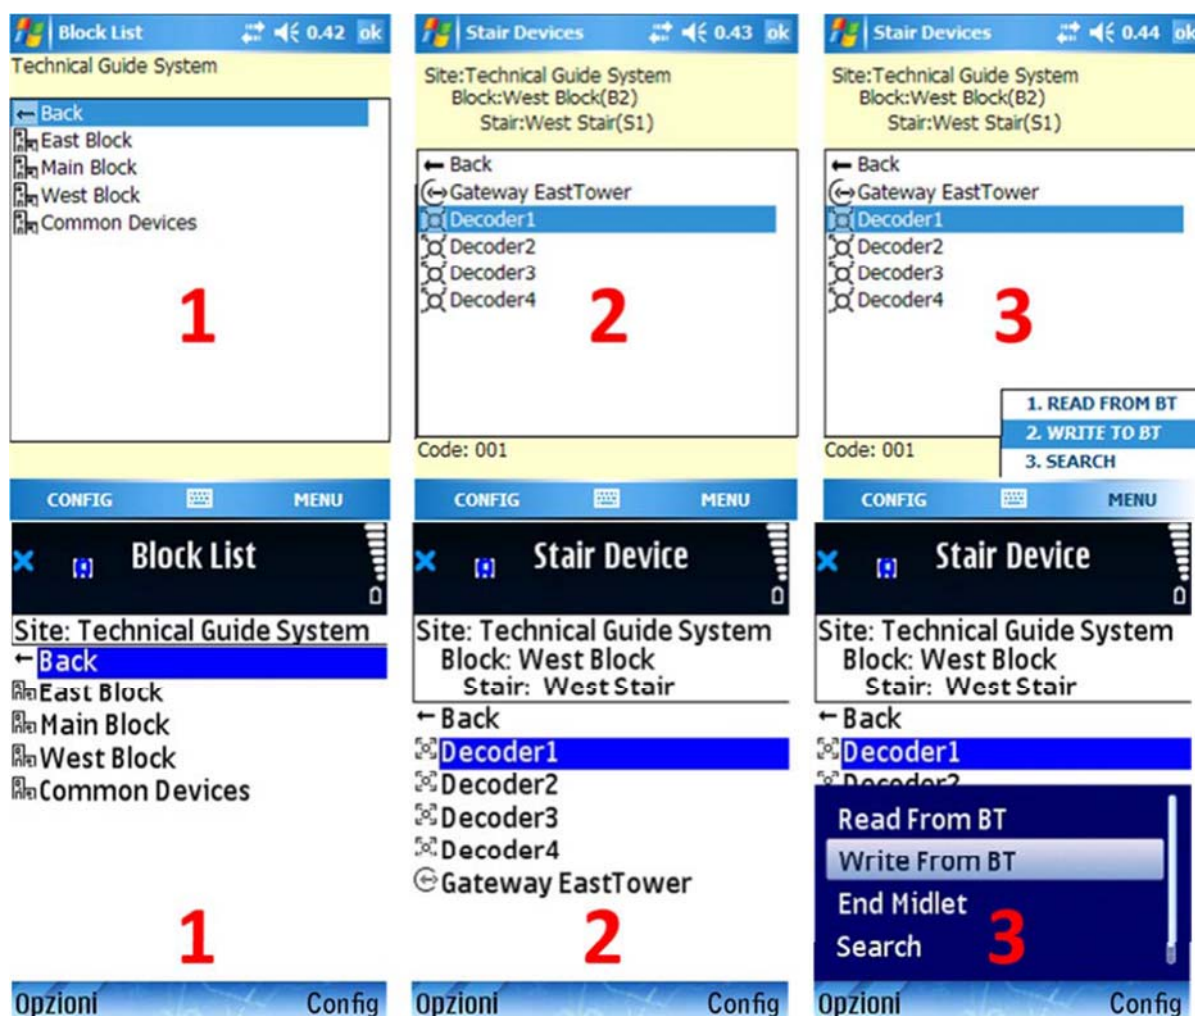 Block List 0.42 ok
Technical Guide System
Back
East Block
Main Block
West Block
Common Devices
1
CONFIG MENU
Stair Devices 0.43 ok
Site:Technical Guide System
Block:West Block(B2)
Stair:West Stair(S1)
Back
Gateway EastTower
Decoder1
Decoder2
Decoder3
Decoder4
2
Code: 001
CONFIG MENU
Stair Devices 0.44 ok
Site:Technical Guide System
Block:West Block(B2)
Stair:West Stair(S1)
Back
Gateway EastTower
Decoder1
Decoder2
Decoder3
Decoder4
3
1. READ FROM BT
2. WRITE TO BT
3. SEARCH
Code: 001
CONFIG MENU
Block List
Site: Technical Guide System
Back
East Block
Main Block
West Block
Common Devices
1
Opzioni Config
Stair Device
Site: Technical Guide System
Block: West Block
Stair: West Stair
Back
Decoder1
Decoder2
Decoder3
Decoder4
Gateway EastTower
2
Opzioni Config
Stair Device
Site: Technical Guide System
Block: West Block
Stair: West Stair
Back
Decoder1
Decoder2
Read From BT
Write From BT
End Midlet
Search
3
Opzioni Config